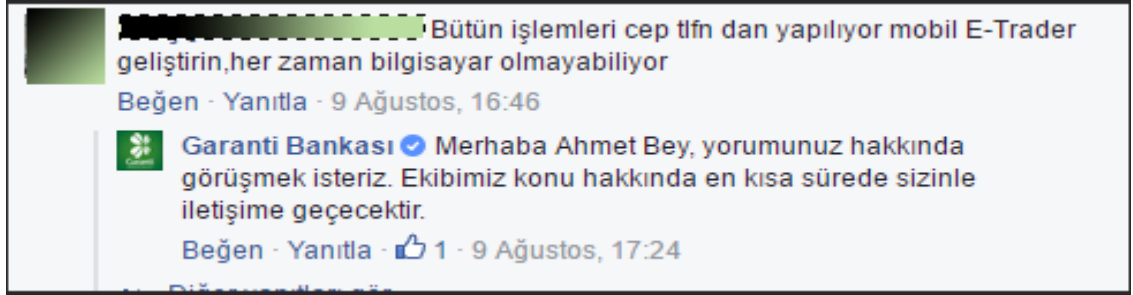 Bütün işlemleri cep tlfn dan yapılıyor mobil E-Trader
geliştirin,her zaman bilgisayar olmayabiliyor
Beğen · Yanıtla · 9 Ağustos, 16:46
Garanti Bankası Merhaba Ahmet Bey, yorumunuz hakkında
görüşmek isteriz. Ekibimiz konu hakkında en kısa sürede sizinle
iletişime geçecektir.
Beğen · Yanıtla · 1 · 9 Ağustos, 17:24